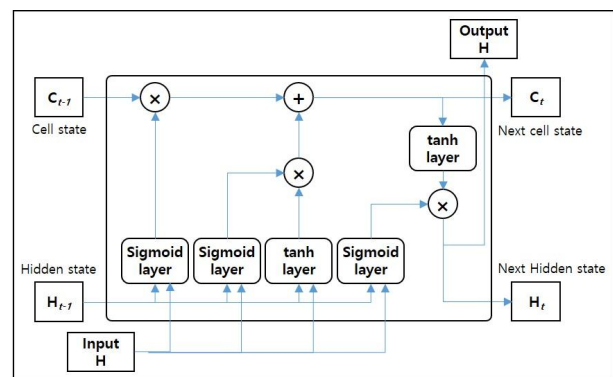 Output
H
C t-1
×
+
C t
Cell state
Next cell state
tanh
layer
×
×
Sigmoid
layer
Sigmoid
layer
tanh
layer
Sigmoid
layer
Hidden state
Next Hidden state
H t-1
H t
Input
H